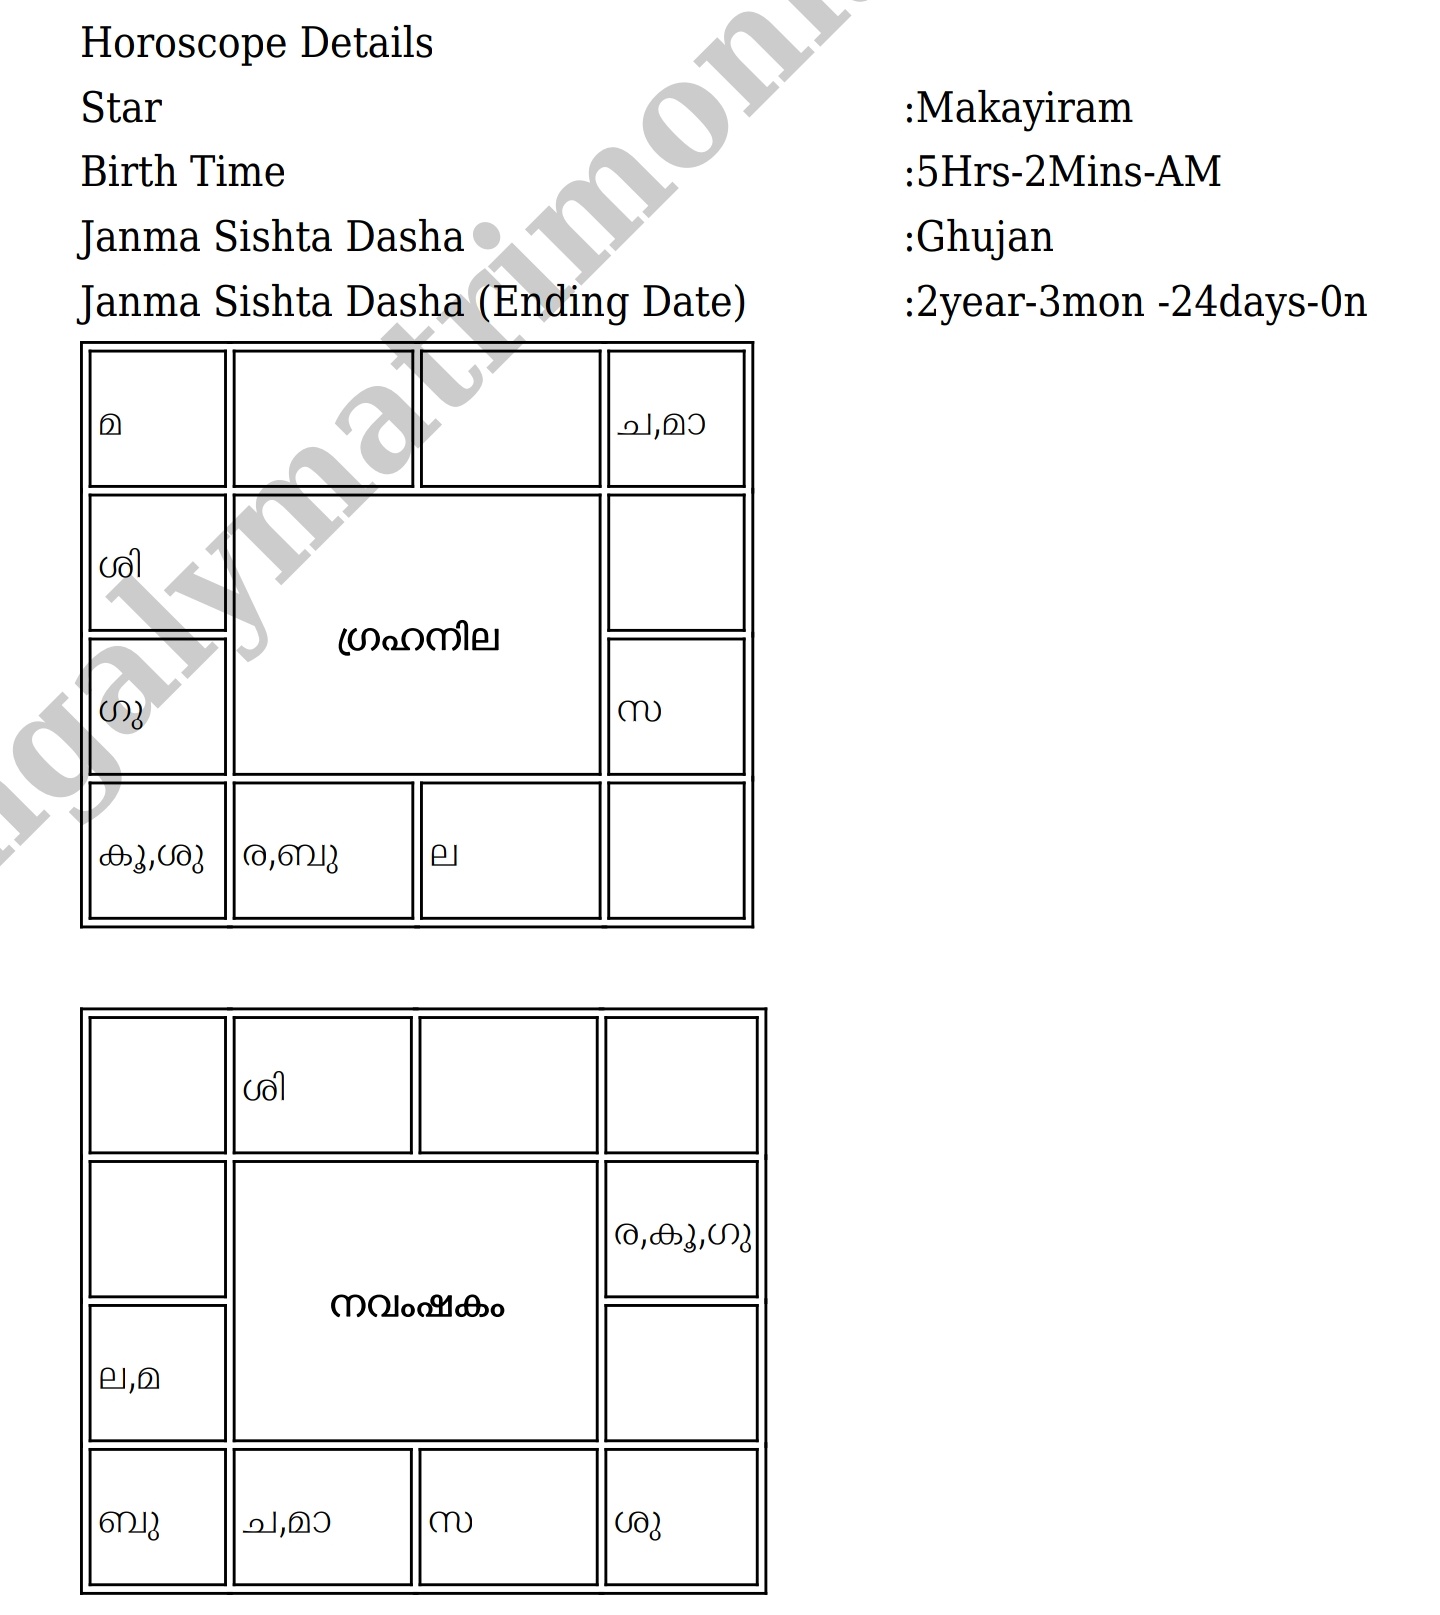 Horoscope Details
Star :Makayiram
Birth Time :5Hrs-2Mins-AM
Janma Sishta Dasha :Ghujan
Janma Sishta Dasha (Ending Date) :2year-3mon -24days-0n
മ ച,മാ
ശി
ഗ്രഹനില
ഗു സ
കൂ,ശു ര,ബു ല
ശി
ര,കൂ,ഗു
നവംഷകം
ല,മ
ബു ച,മാ സ ശു